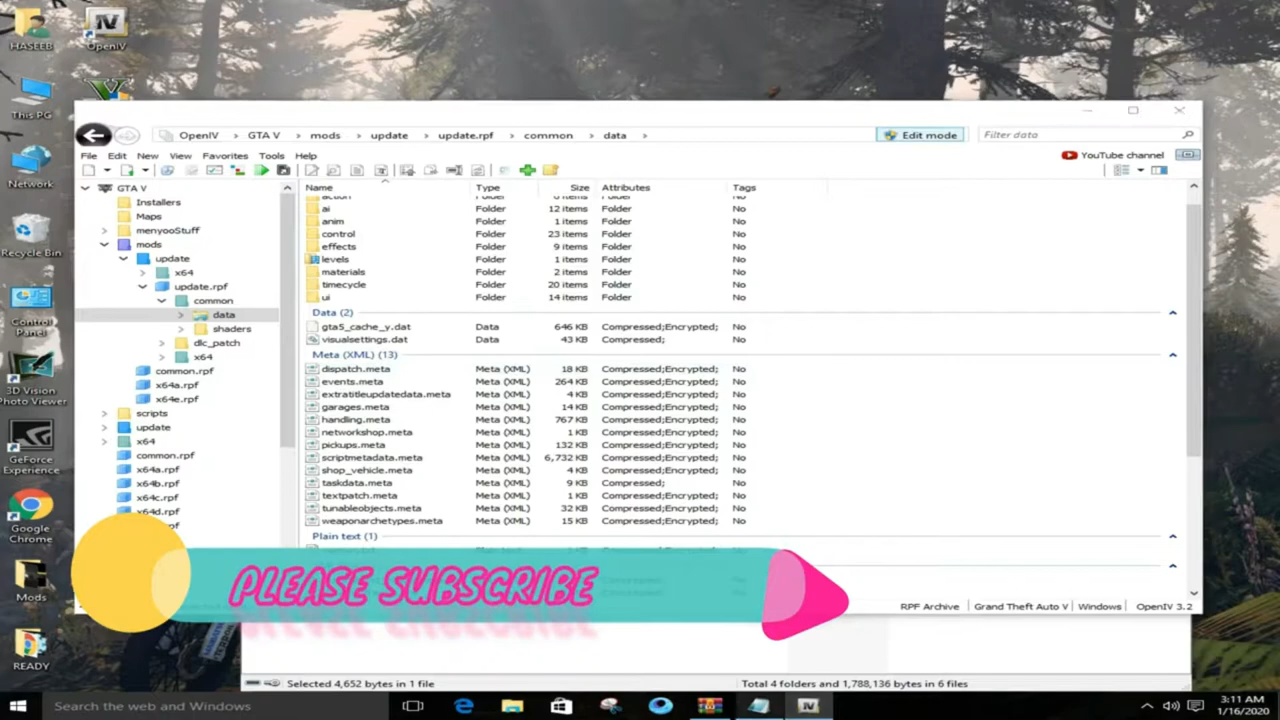 HASEEB
OpenIV
This PC
Network
Recycle Bin
Control
Panel
3D Vision
Photo Viewer
GeForce
Experience
Google
Chrome
Mods
READY
OpenIV > GTA V > mods > update > update.rpf > common > data >
Edit mode
Filter data
File Edit New View Favorites Tools Help
YouTube channel
GTA V
Installers
Maps
menyooStuff
mods
update
x64
update.rpf
common
data
shaders
dlc_patch
x64
common.rpf
x64a.rpf
x64e.rpf
scripts
update
x64
common.rpf
x64a.rpf
x64b.rpf
x64c.rpf
x64d.rpf
Name Type Size Attributes Tags
ai Folder 12 items Folder No
anim Folder 1 items Folder No
control Folder 23 items Folder No
effects Folder 9 items Folder No
levels Folder 1 items Folder No
materials Folder 2 items Folder No
timecycle Folder 20 items Folder No
ui Folder 14 items Folder No
Data (2)
gta5_cache_y.dat Data 646 KB Compressed;Encrypted; No
visualsettings.dat Data 43 KB Compressed; No
Meta (XML) (13)
dispatch.meta Meta (XML) 18 KB Compressed;Encrypted; No
events.meta Meta (XML) 264 KB Compressed;Encrypted; No
extratitleupdatedata.meta Meta (XML) 4 KB Compressed;Encrypted; No
garages.meta Meta (XML) 14 KB Compressed;Encrypted; No
handling.meta Meta (XML) 767 KB Compressed;Encrypted; No
networkshop.meta Meta (XML) 1 KB Compressed;Encrypted; No
pickups.meta Meta (XML) 132 KB Compressed;Encrypted; No
scriptmetadata.meta Meta (XML) 6,732 KB Compressed;Encrypted; No
shop_vehicle.meta Meta (XML) 4 KB Compressed;Encrypted; No
taskdata.meta Meta (XML) 9 KB Compressed; No
textpatch.meta Meta (XML) 1 KB Compressed;Encrypted; No
tunableobjects.meta Meta (XML) 32 KB Compressed;Encrypted; No
weaponarchetypes.meta Meta (XML) 15 KB Compressed;Encrypted; No
Plain text (1)
PLEASE SUBSCRIBE
RPF Archive Grand Theft Auto V Windows OpenIV 3.2
Selected 4,652 bytes in 1 file
Total 4 folders and 1,788,136 bytes in 6 files
Search the web and Windows
3:11 AM
1/16/2020